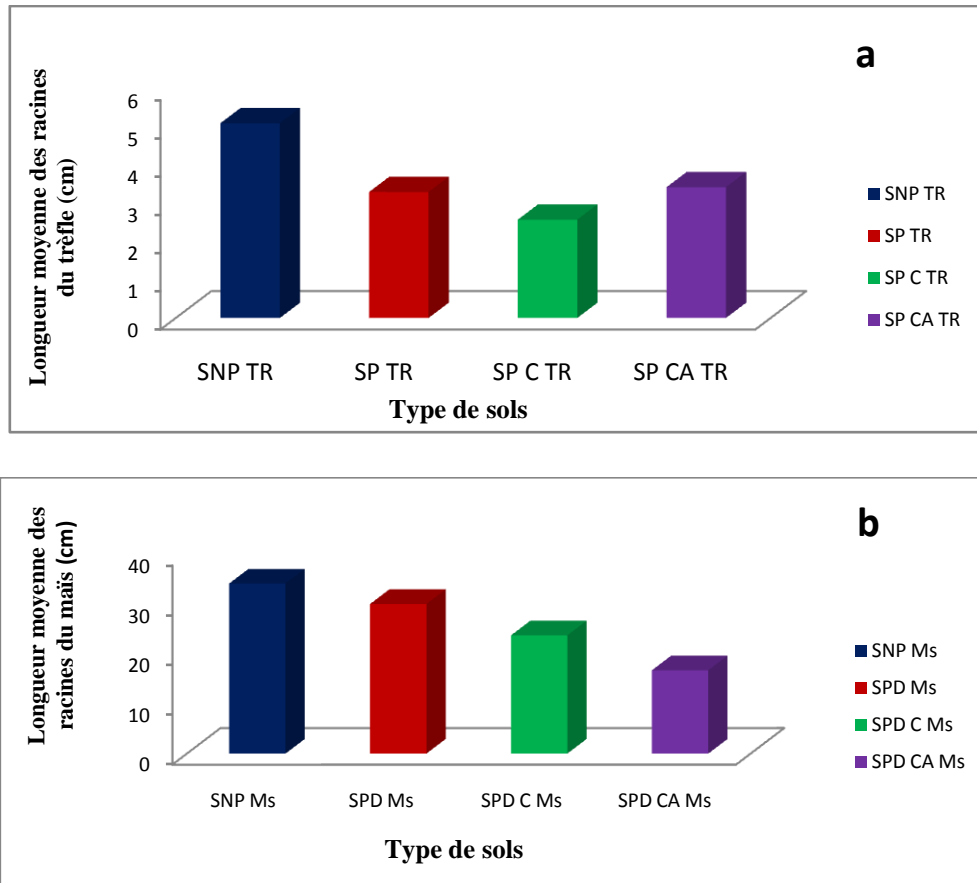 a
Longueur moyenne des racines
du trèfle (cm)
6
5
4
3
2
1
0
SNP TR
SP TR
SP C TR
SP CA TR
Type de sols
SNP TR
SP TR
SP C TR
SP CA TR
b
Longueur moyenne des
racines du maïs (cm)
40
30
20
10
0
SNP Ms
SPD Ms
SPD C Ms
SPD CA Ms
Type de sols
SNP Ms
SPD Ms
SPD C Ms
SPD CA Ms